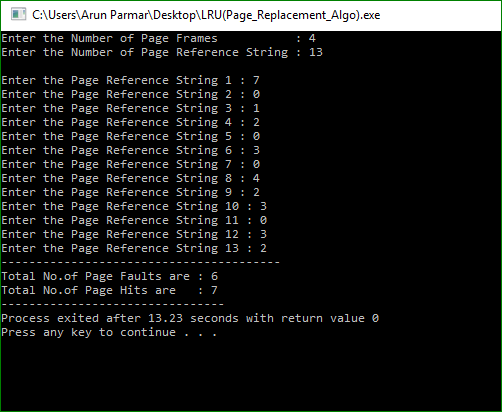 C:\Users\Arun Parmar\Desktop\LRU(Page_Replacement_Algo).exe
Enter the Number of Page Frames          : 4
Enter the Number of Page Reference String : 13
Enter the Page Reference String 1 : 7
Enter the Page Reference String 2 : 0
Enter the Page Reference String 3 : 1
Enter the Page Reference String 4 : 2
Enter the Page Reference String 5 : 0
Enter the Page Reference String 6 : 3
Enter the Page Reference String 7 : 0
Enter the Page Reference String 8 : 4
Enter the Page Reference String 9 : 2
Enter the Page Reference String 10 : 3
Enter the Page Reference String 11 : 0
Enter the Page Reference String 12 : 3
Enter the Page Reference String 13 : 2
----------------------------------------
Total No.of Page Faults are : 6
Total No.of Page Hits are   : 7
--------------------------------
Process exited after 13.23 seconds with return value 0
Press any key to continue . . .